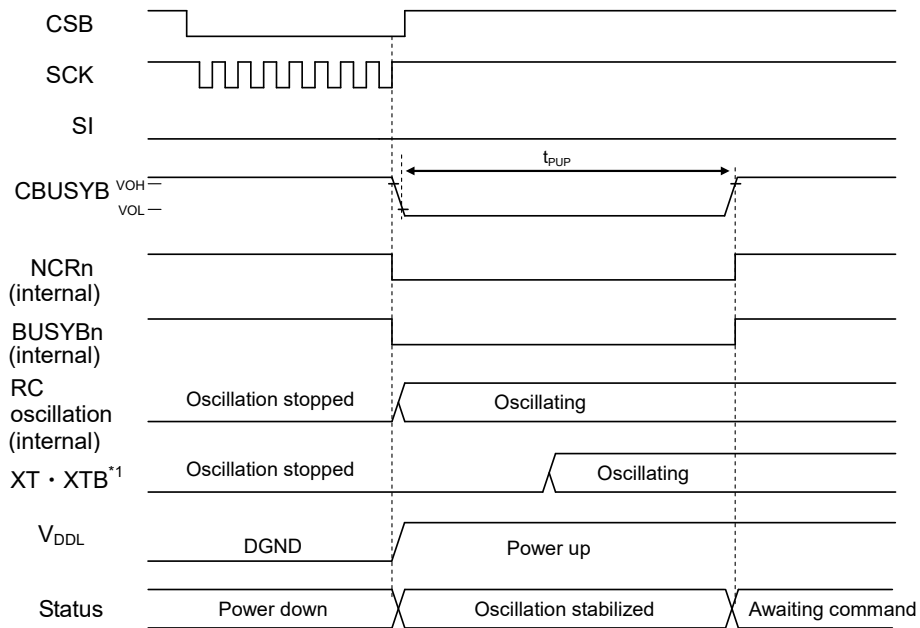 CSB
SCK
SI
tPUP
CBUSYB VOH
VOL
NCRn
(internal)
BUSYBn
(internal)
RC
oscillation
(internal)
Oscillation stopped
Oscillating
XT・XTB*1
Oscillation stopped
Oscillating
VDDL
DGND
Power up
Status
Power down
Oscillation stabilized
Awaiting command